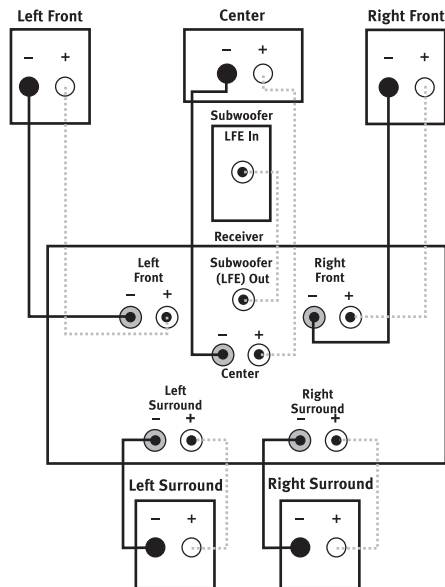 Left Front
Center
Right Front
− +
− +
− +
Subwoofer
LFE In
Receiver
Left
Front
Subwoofer
(LFE) Out
Right
Front
− +
− +
− +
Center
Left
Surround
Right
Surround
− +
− +
Left Surround
Right Surround
− +
− +